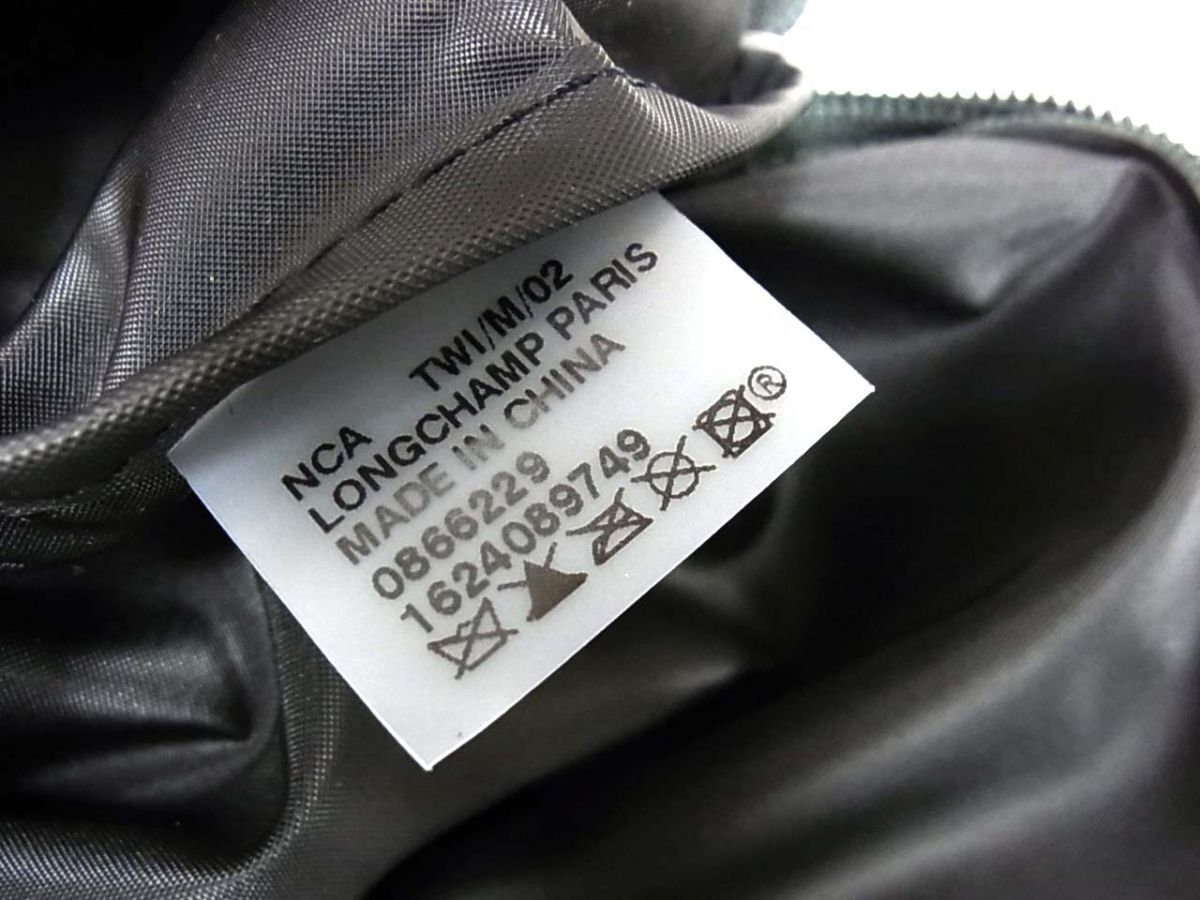 NCA TWI/M/02
LONGCHAMP PARIS
MADE IN CHINA
0866229
1624089749
®